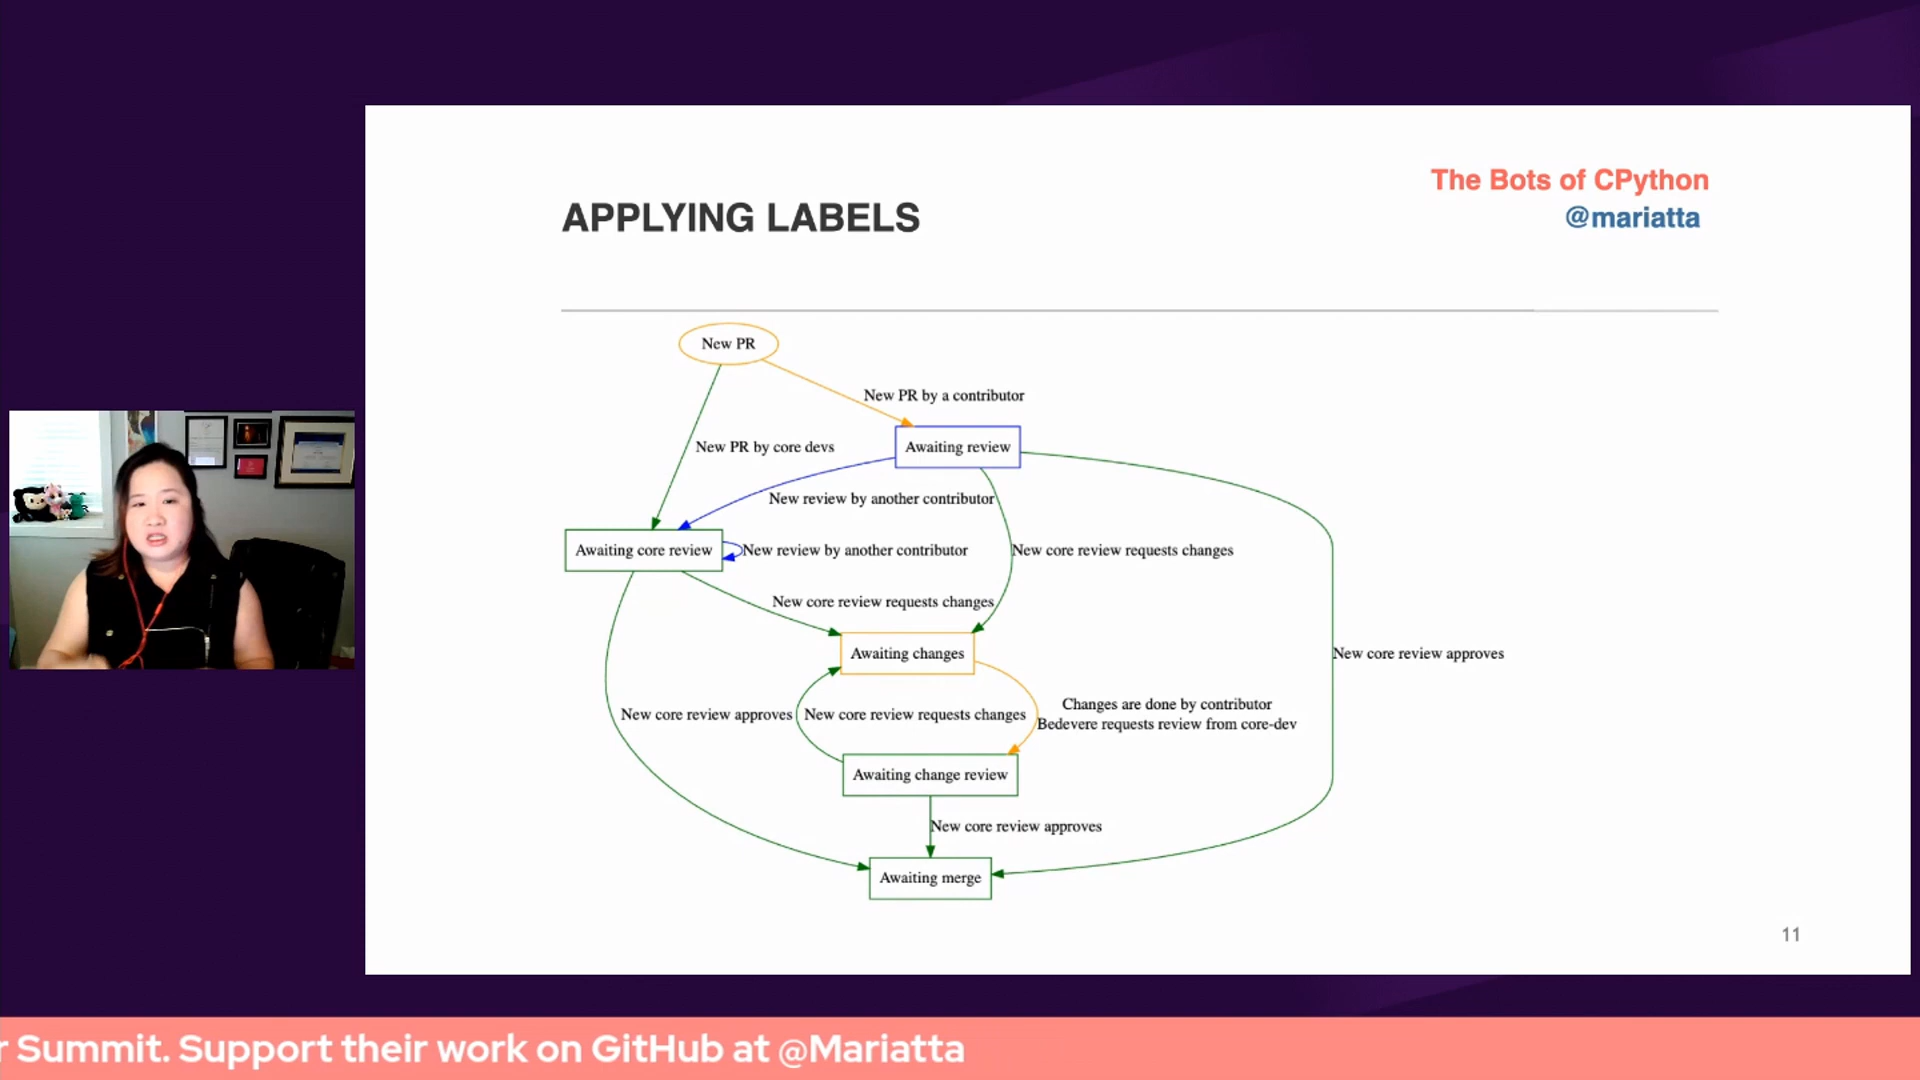 The Bots of CPython
@mariatta
APPLYING LABELS
New PR
New PR by a contributor
New PR by core devs
Awaiting review
New review by another contributor
Awaiting core review
New review by another contributor
New core review requests changes
New core review requests changes
Awaiting changes
New core review approves
New core review approves
New core review requests changes
Changes are done by contributor
Bedevere requests review from core-dev
Awaiting change review
New core review approves
Awaiting merge
11
r Summit. Support their work on GitHub at @Mariatta